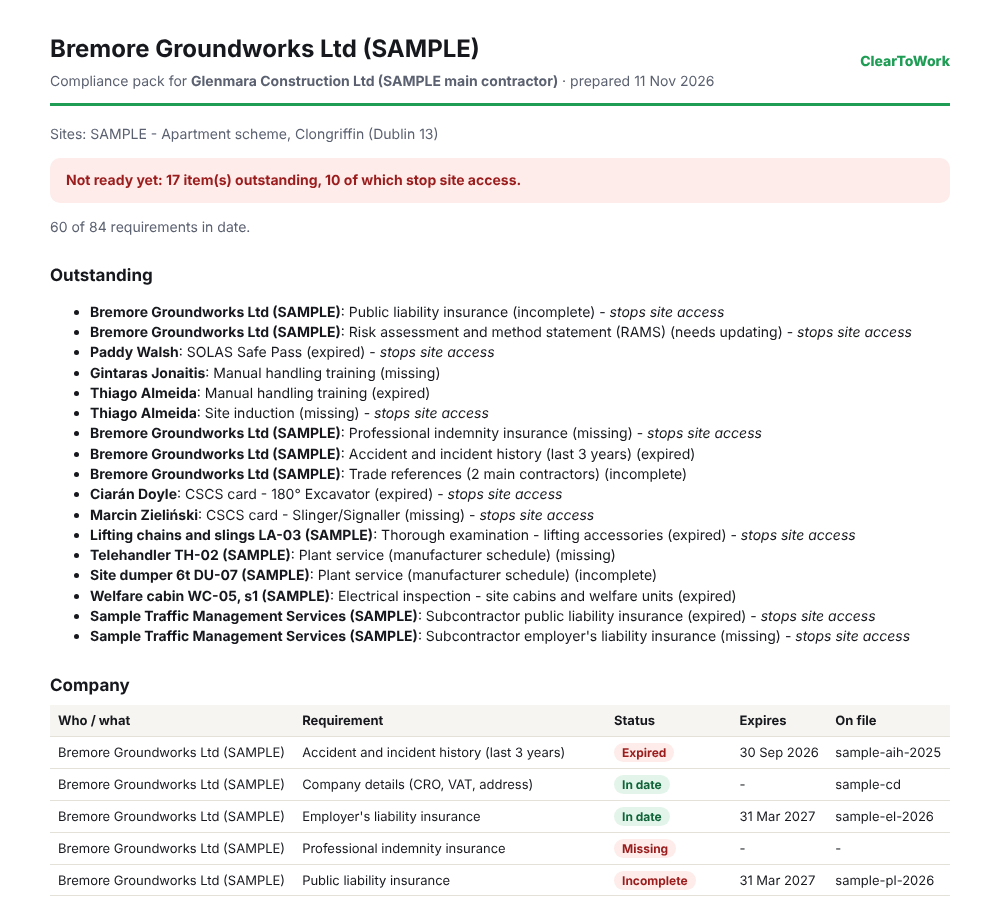 Bremore Groundworks Ltd (SAMPLE)
ClearToWork
Compliance pack for Glenmara Construction Ltd (SAMPLE main contractor) · prepared 11 Nov 2026
Sites: SAMPLE - Apartment scheme, Clongriffin (Dublin 13)
Not ready yet: 17 item(s) outstanding, 10 of which stop site access.
60 of 84 requirements in date.
Outstanding
• Bremore Groundworks Ltd (SAMPLE): Public liability insurance (incomplete) - stops site access
• Bremore Groundworks Ltd (SAMPLE): Risk assessment and method statement (RAMS) (needs updating) - stops site access
• Paddy Walsh: SOLAS Safe Pass (expired) - stops site access
• Gintaras Jonaitis: Manual handling training (missing)
• Thiago Almeida: Manual handling training (expired)
• Thiago Almeida: Site induction (missing) - stops site access
• Bremore Groundworks Ltd (SAMPLE): Professional indemnity insurance (missing) - stops site access
• Bremore Groundworks Ltd (SAMPLE): Accident and incident history (last 3 years) (expired)
• Bremore Groundworks Ltd (SAMPLE): Trade references (2 main contractors) (incomplete)
• Ciarán Doyle: CSCS card - 180° Excavator (expired) - stops site access
• Marcin Zieliński: CSCS card - Slinger/Signaller (missing) - stops site access
• Lifting chains and slings LA-03 (SAMPLE): Thorough examination - lifting accessories (expired) - stops site access
• Telehandler TH-02 (SAMPLE): Plant service (manufacturer schedule) (missing)
• Site dumper 6t DU-07 (SAMPLE): Plant service (manufacturer schedule) (incomplete)
• Welfare cabin WC-05, s1 (SAMPLE): Electrical inspection - site cabins and welfare units (expired)
• Sample Traffic Management Services (SAMPLE): Subcontractor public liability insurance (expired) - stops site access
• Sample Traffic Management Services (SAMPLE): Subcontractor employer's liability insurance (missing) - stops site access
Company
Who / what Requirement Status Expires On file
Bremore Groundworks Ltd (SAMPLE) Accident and incident history (last 3 years) Expired 30 Sep 2026 sample-aih-2025
Bremore Groundworks Ltd (SAMPLE) Company details (CRO, VAT, address) In date - sample-cd
Bremore Groundworks Ltd (SAMPLE) Employer's liability insurance In date 31 Mar 2027 sample-el-2026
Bremore Groundworks Ltd (SAMPLE) Professional indemnity insurance Missing - -
Bremore Groundworks Ltd (SAMPLE) Public liability insurance Incomplete 31 Mar 2027 sample-pl-2026